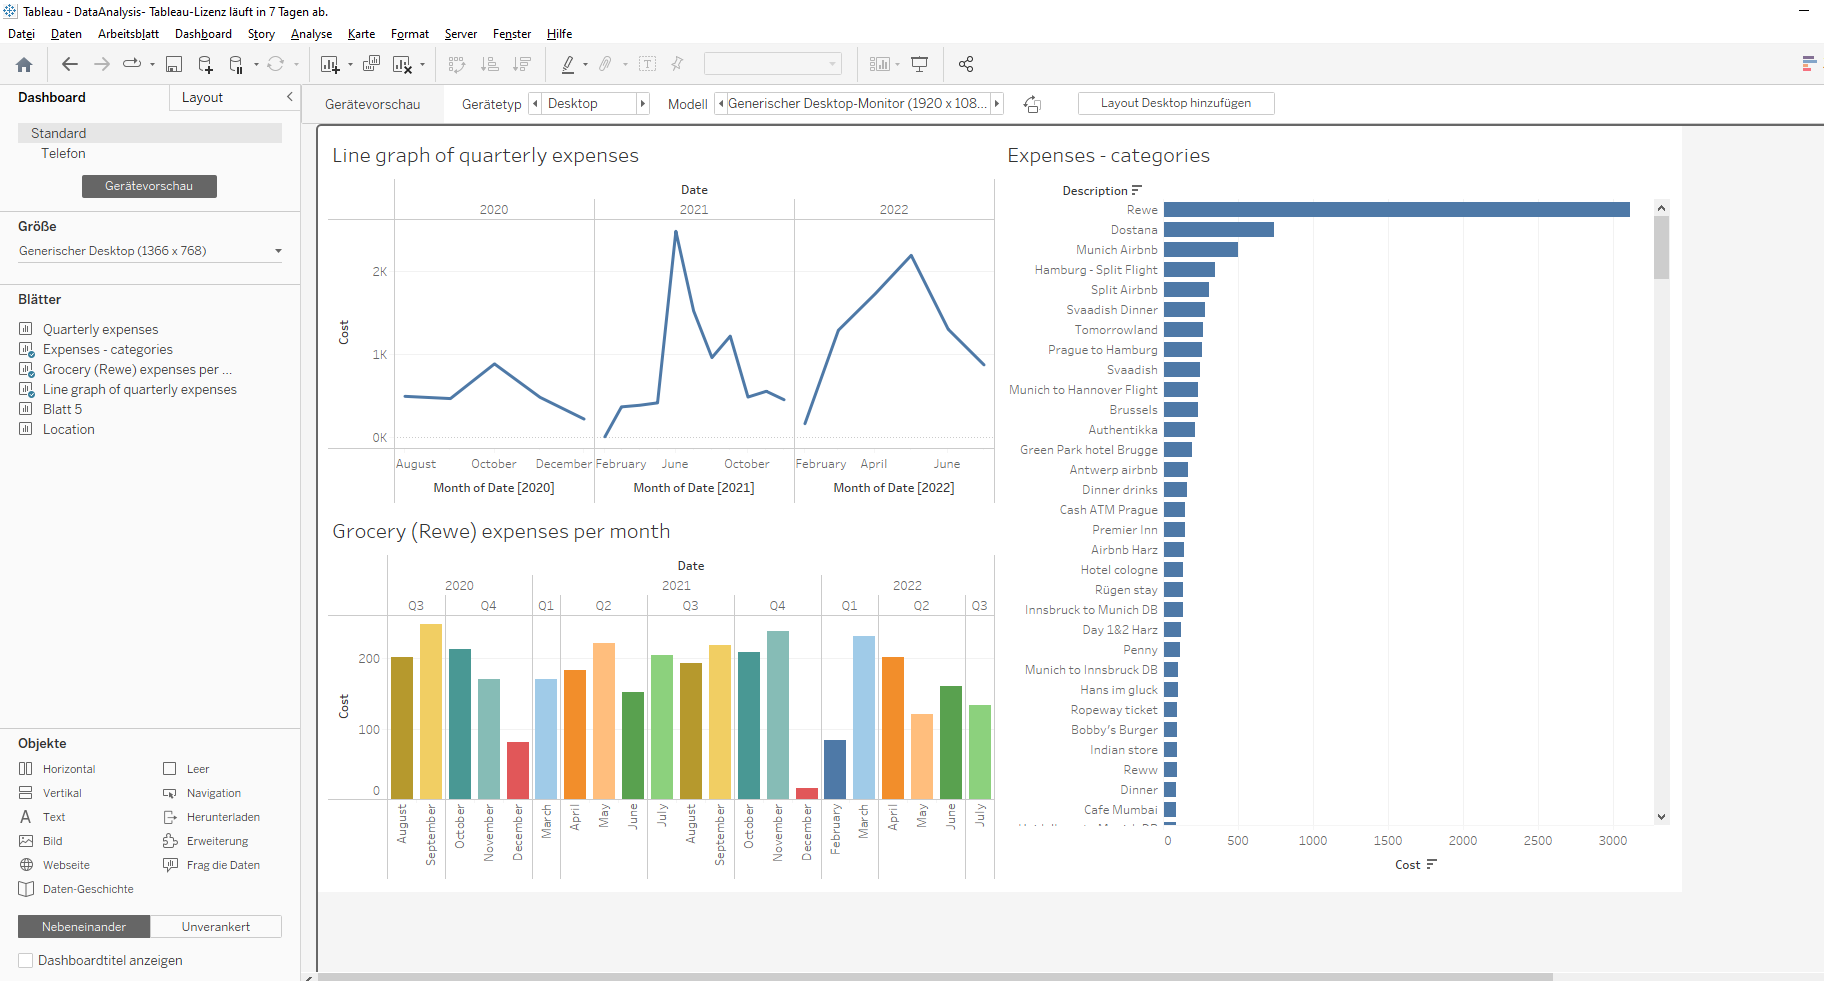 Tableau - DataAnalysis- Tableau-Lizenz läuft in 7 Tagen ab.
Datei Daten Arbeitsblatt Dashboard Story Analyse Karte Format Server Fenster Hilfe
Dashboard Layout
Standard
Telefon
Gerätevorschau
Größe
Generischer Desktop (1366 x 768)
Blätter
Quarterly expenses
Expenses - categories
Grocery (Rewe) expenses per ...
Line graph of quarterly expenses
Blatt 5
Location
Objekte
Horizontal Leer
Vertikal Navigation
Text Herunterladen
Bild Erweiterung
Webseite Frag die Daten
Daten-Geschichte
Nebeneinander Unverankert
Dashboardtitel anzeigen
Gerätevorschau Gerätetyp Desktop Modell Generischer Desktop-Monitor (1920 x 108... Layout Desktop hinzufügen
Line graph of quarterly expenses
Date
2020 2021 2022
2K
1K
0K
Cost
August October December February June October February April June
Month of Date [2020] Month of Date [2021] Month of Date [2022]
Grocery (Rewe) expenses per month
Date
2020 2021 2022
Q3 Q4 Q1 Q2 Q3 Q4 Q1 Q2 Q3
200
100
0
Cost
August September October November December March April May June July August September October November December February March April May June July
Expenses - categories
Description
Rewe
Dostana
Munich Airbnb
Hamburg - Split Flight
Split Airbnb
Svaadish Dinner
Tomorrowland
Prague to Hamburg
Svaadish
Munich to Hannover Flight
Brussels
Authentikka
Green Park hotel Brugge
Antwerp airbnb
Dinner drinks
Cash ATM Prague
Premier Inn
Airbnb Harz
Hotel cologne
Rügen stay
Innsbruck to Munich DB
Day 1&2 Harz
Penny
Munich to Innsbruck DB
Hans im gluck
Ropeway ticket
Bobby's Burger
Indian store
Reww
Dinner
Cafe Mumbai
0 500 1000 1500 2000 2500 3000
Cost